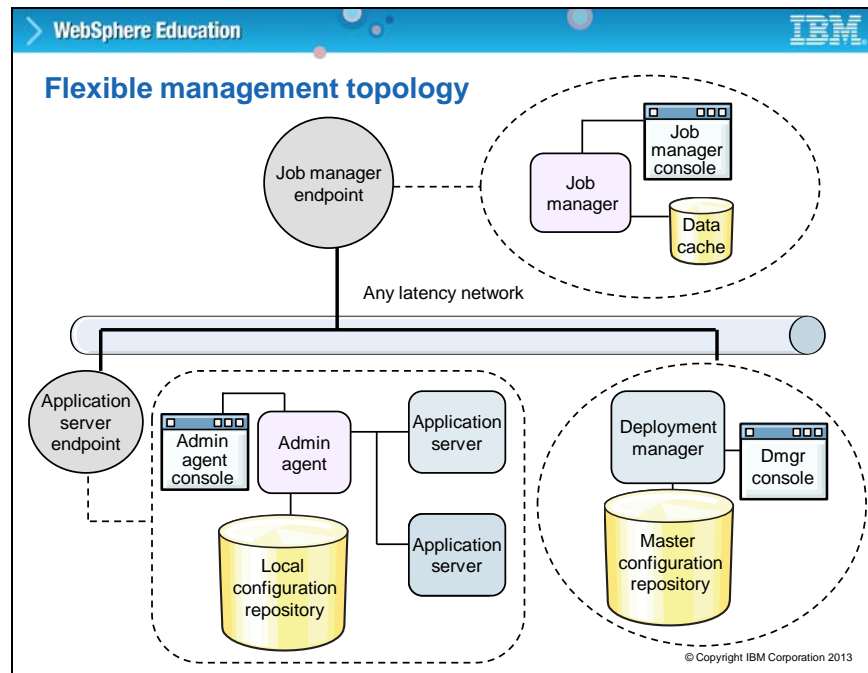 WebSphere Education
IBM
Flexible management topology
Job manager
endpoint
Job
manager
Job
manager
console
Data
cache
Any latency network
Application
server
endpoint
Admin
agent
console
Admin
agent
Application
server
Application
server
Local
configuration
repository
Deployment
manager
Dmgr
console
Master
configuration
repository
© Copyright IBM Corporation 2013